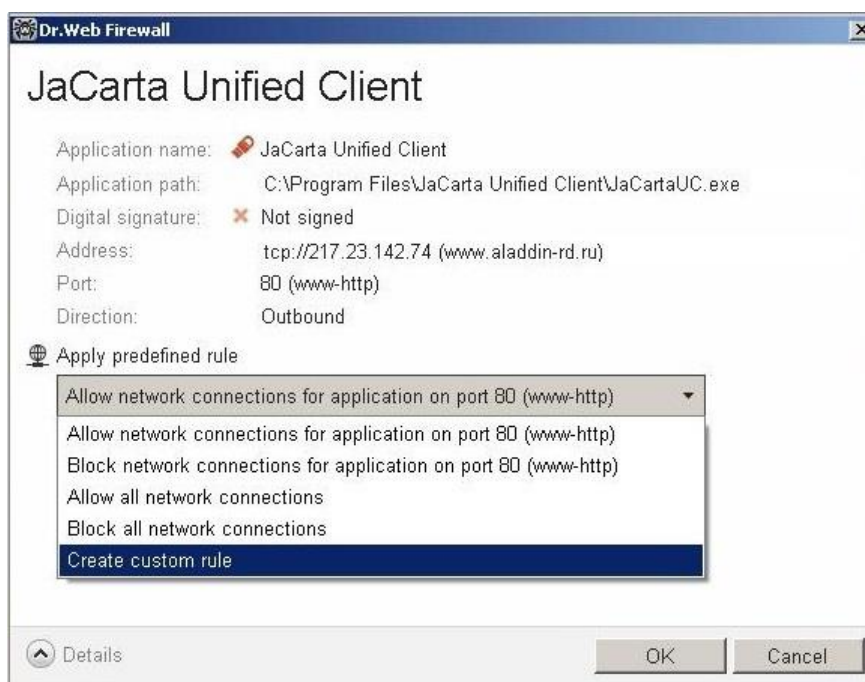 Dr.Web Firewall
JaCarta Unified Client
Application name: JaCarta Unified Client
Application path: C:\Program Files\JaCarta Unified Client\JaCartaUC.exe
Digital signature: Not signed
Address: tcp://217.23.142.74 (www.aladdin-rd.ru)
Port: 80 (www-http)
Direction: Outbound
Apply predefined rule
Allow network connections for application on port 80 (www-http)
Allow network connections for application on port 80 (www-http)
Block network connections for application on port 80 (www-http)
Allow all network connections
Block all network connections
Create custom rule
Details OK Cancel